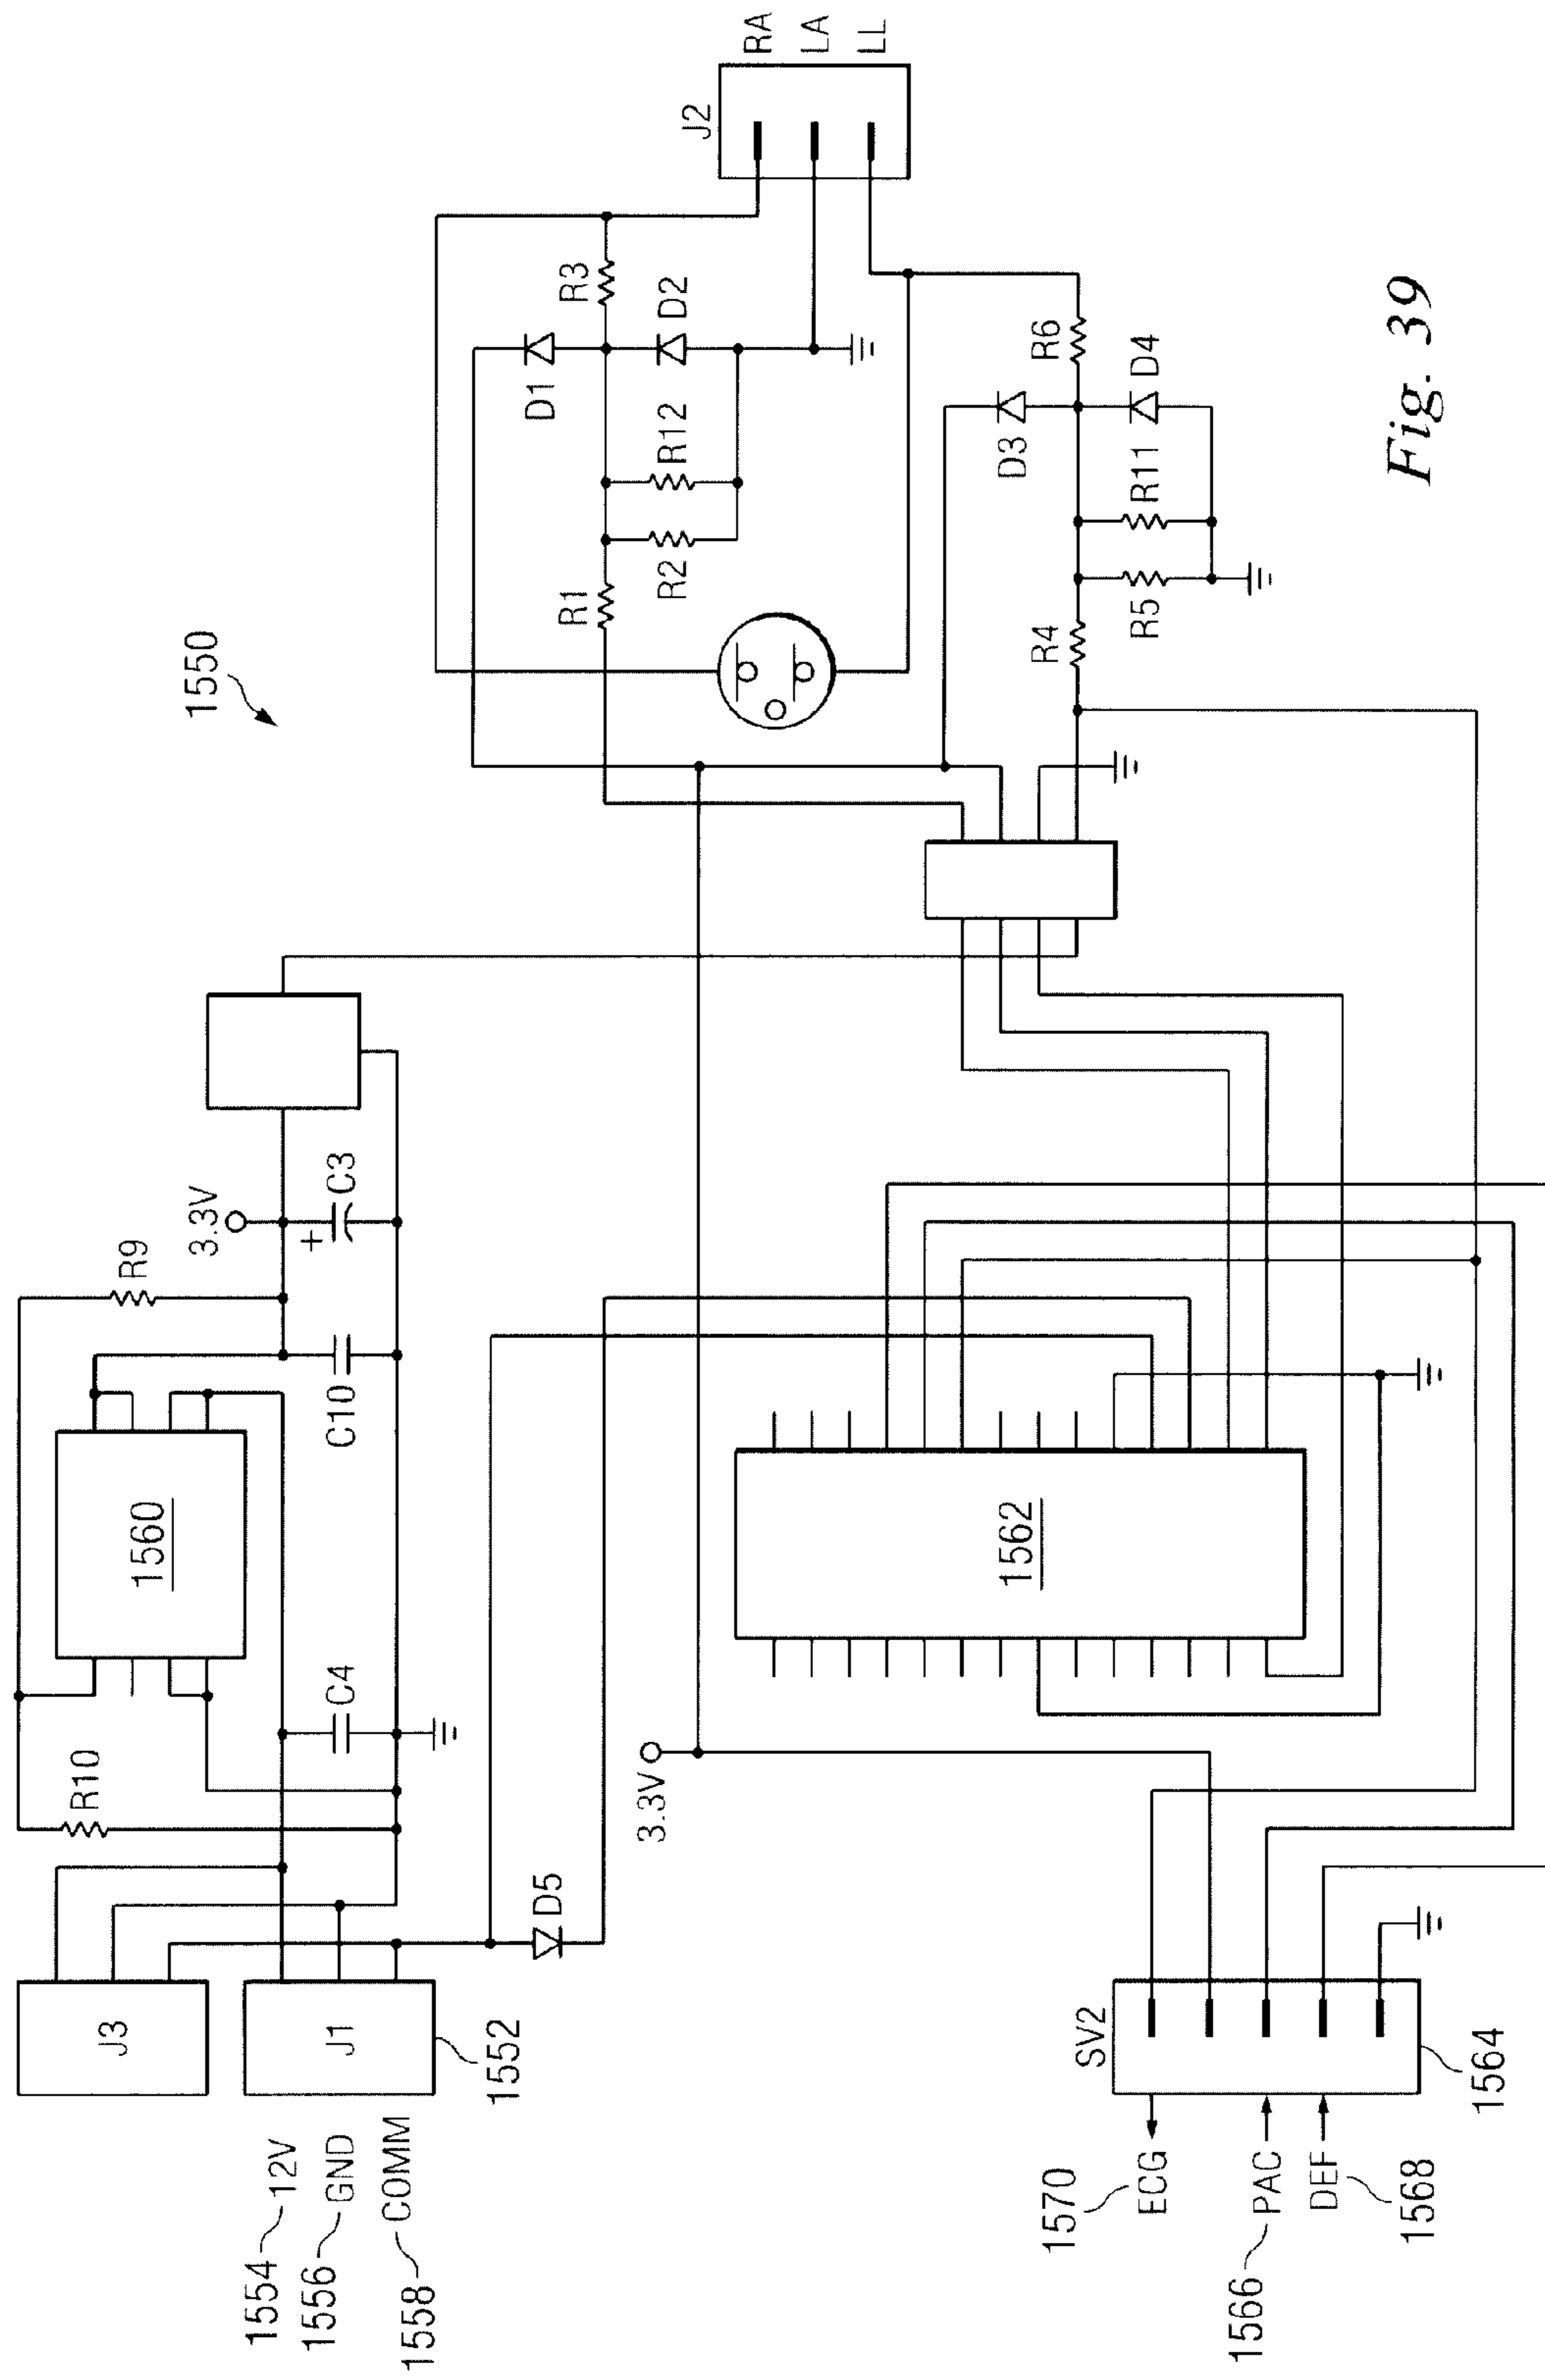 1550
J3
J1
1552
1554 12V
1556 GND
1558 COMM
R10
C4
1560
C10
R9
3.3V
+
C3
D5
3.3V
1562
SV2
1564
1570
ECG
1566 PAC
DEF
1568
R1
R2
R12
D1
D2
R3
J2
RA
LA
LL
R4
R5
R11
D3
D4
R6
Fig. 39